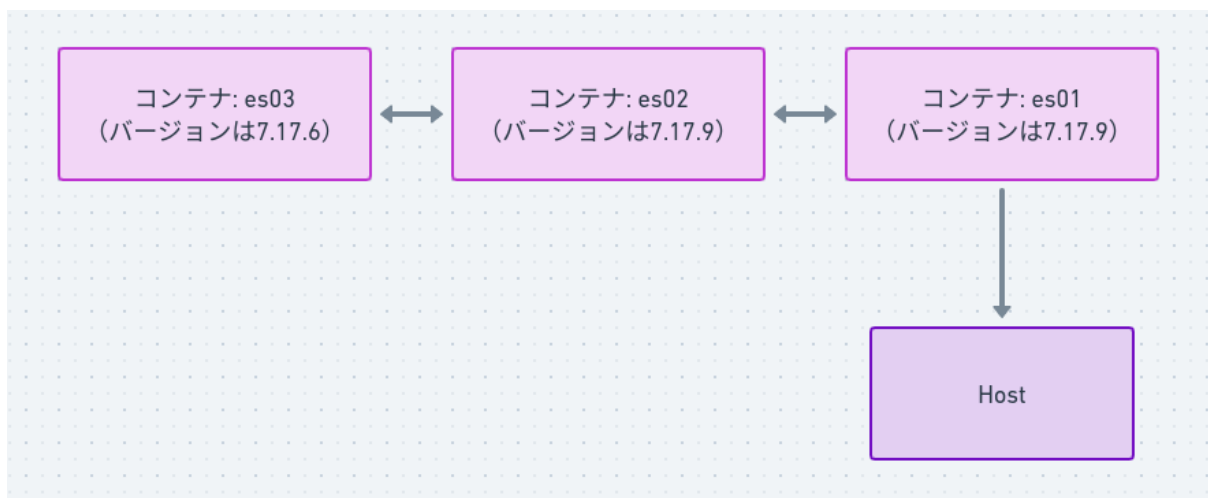 コンテナ: es03
（バージョンは7.17.6）
コンテナ: es02
（バージョンは7.17.9）
コンテナ: es01
（バージョンは7.17.9）
Host